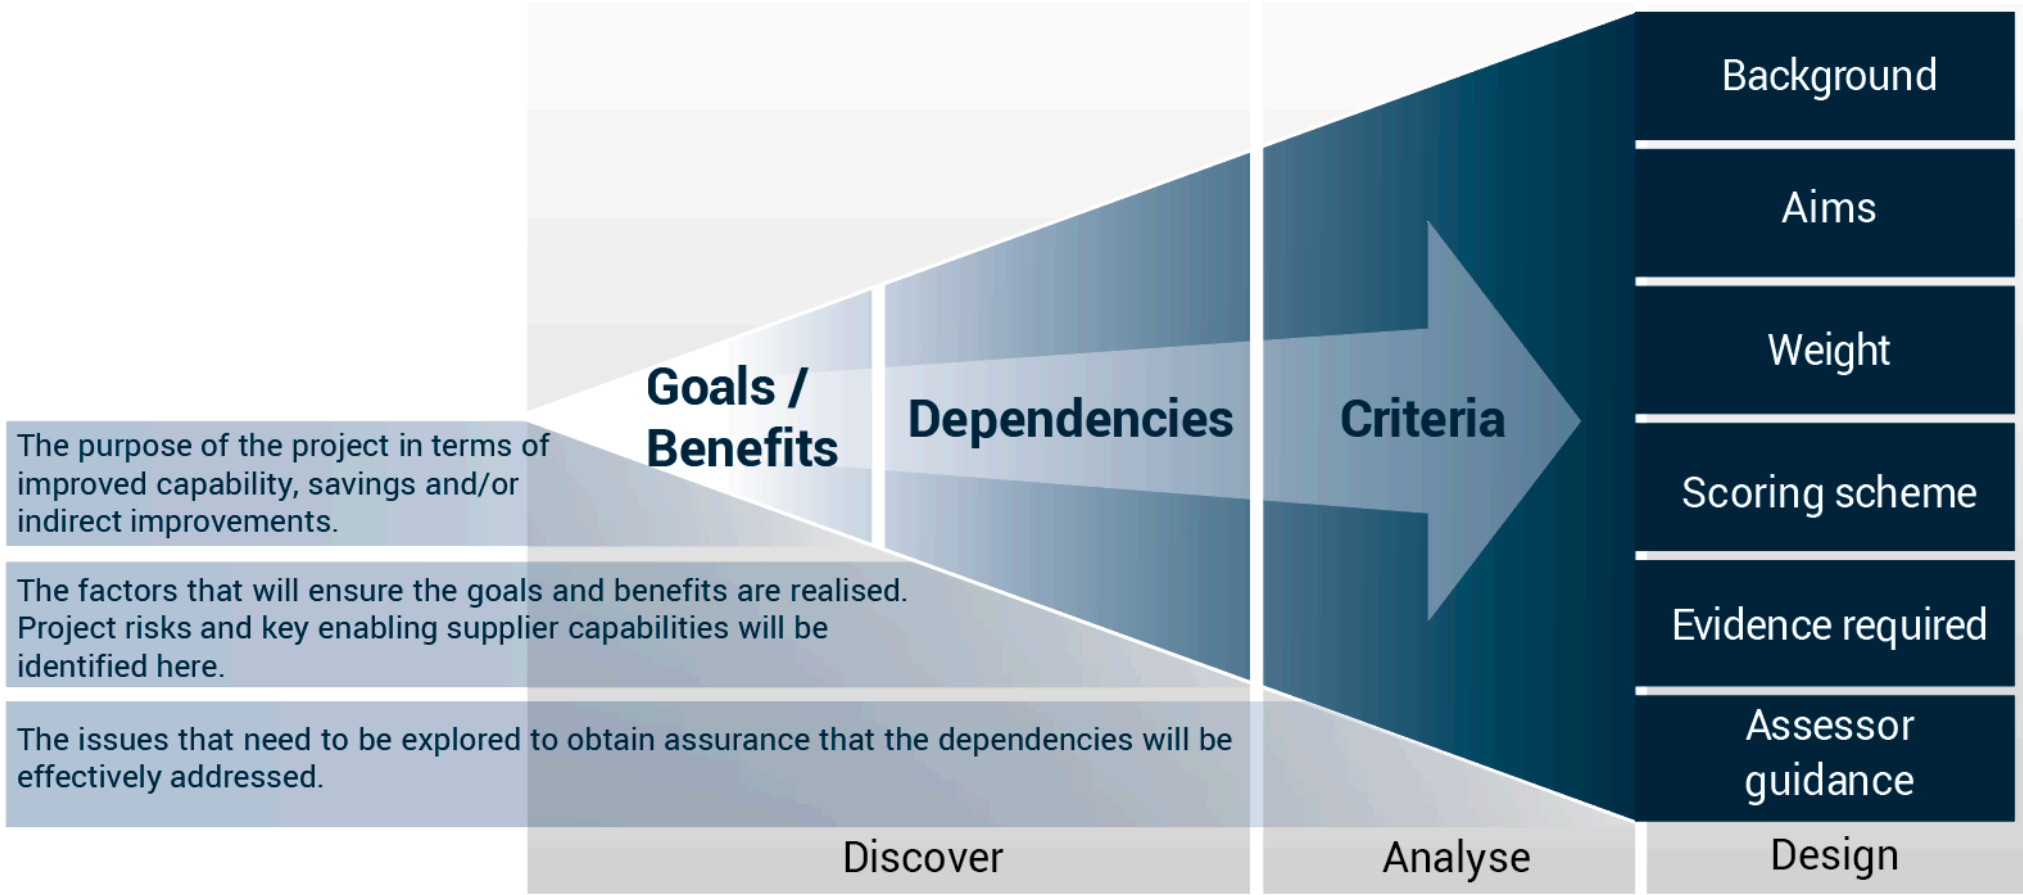 Background
Aims
Weight
Scoring scheme
Evidence required
Assessor
guidance
Goals /
Benefits
Dependencies
Criteria
The purpose of the project in terms of
improved capability, savings and/or
indirect improvements.
The factors that will ensure the goals and benefits are realised.
Project risks and key enabling supplier capabilities will be
identified here.
The issues that need to be explored to obtain assurance that the dependencies will be
effectively addressed.
Discover
Analyse
Design